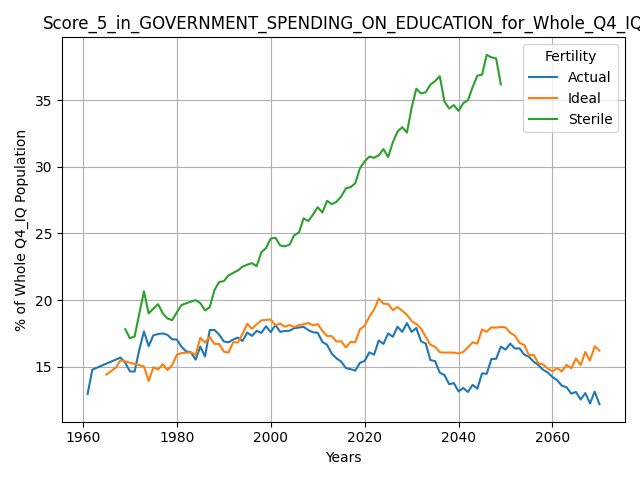 Score_5_in_GOVERNMENT_SPENDING_ON_EDUCATION_for_Whole_Q4_IQ
Fertility
Actual
Ideal
Sterile
% of Whole Q4_IQ Population
35
30
25
20
15
1960 1980 2000 2020 2040 2060
Years